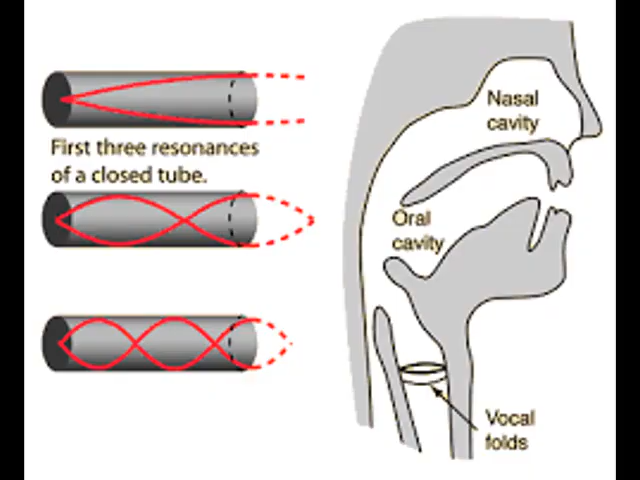 First three resonances
of a closed tube.
Nasal
cavity
Oral
cavity
Vocal
folds